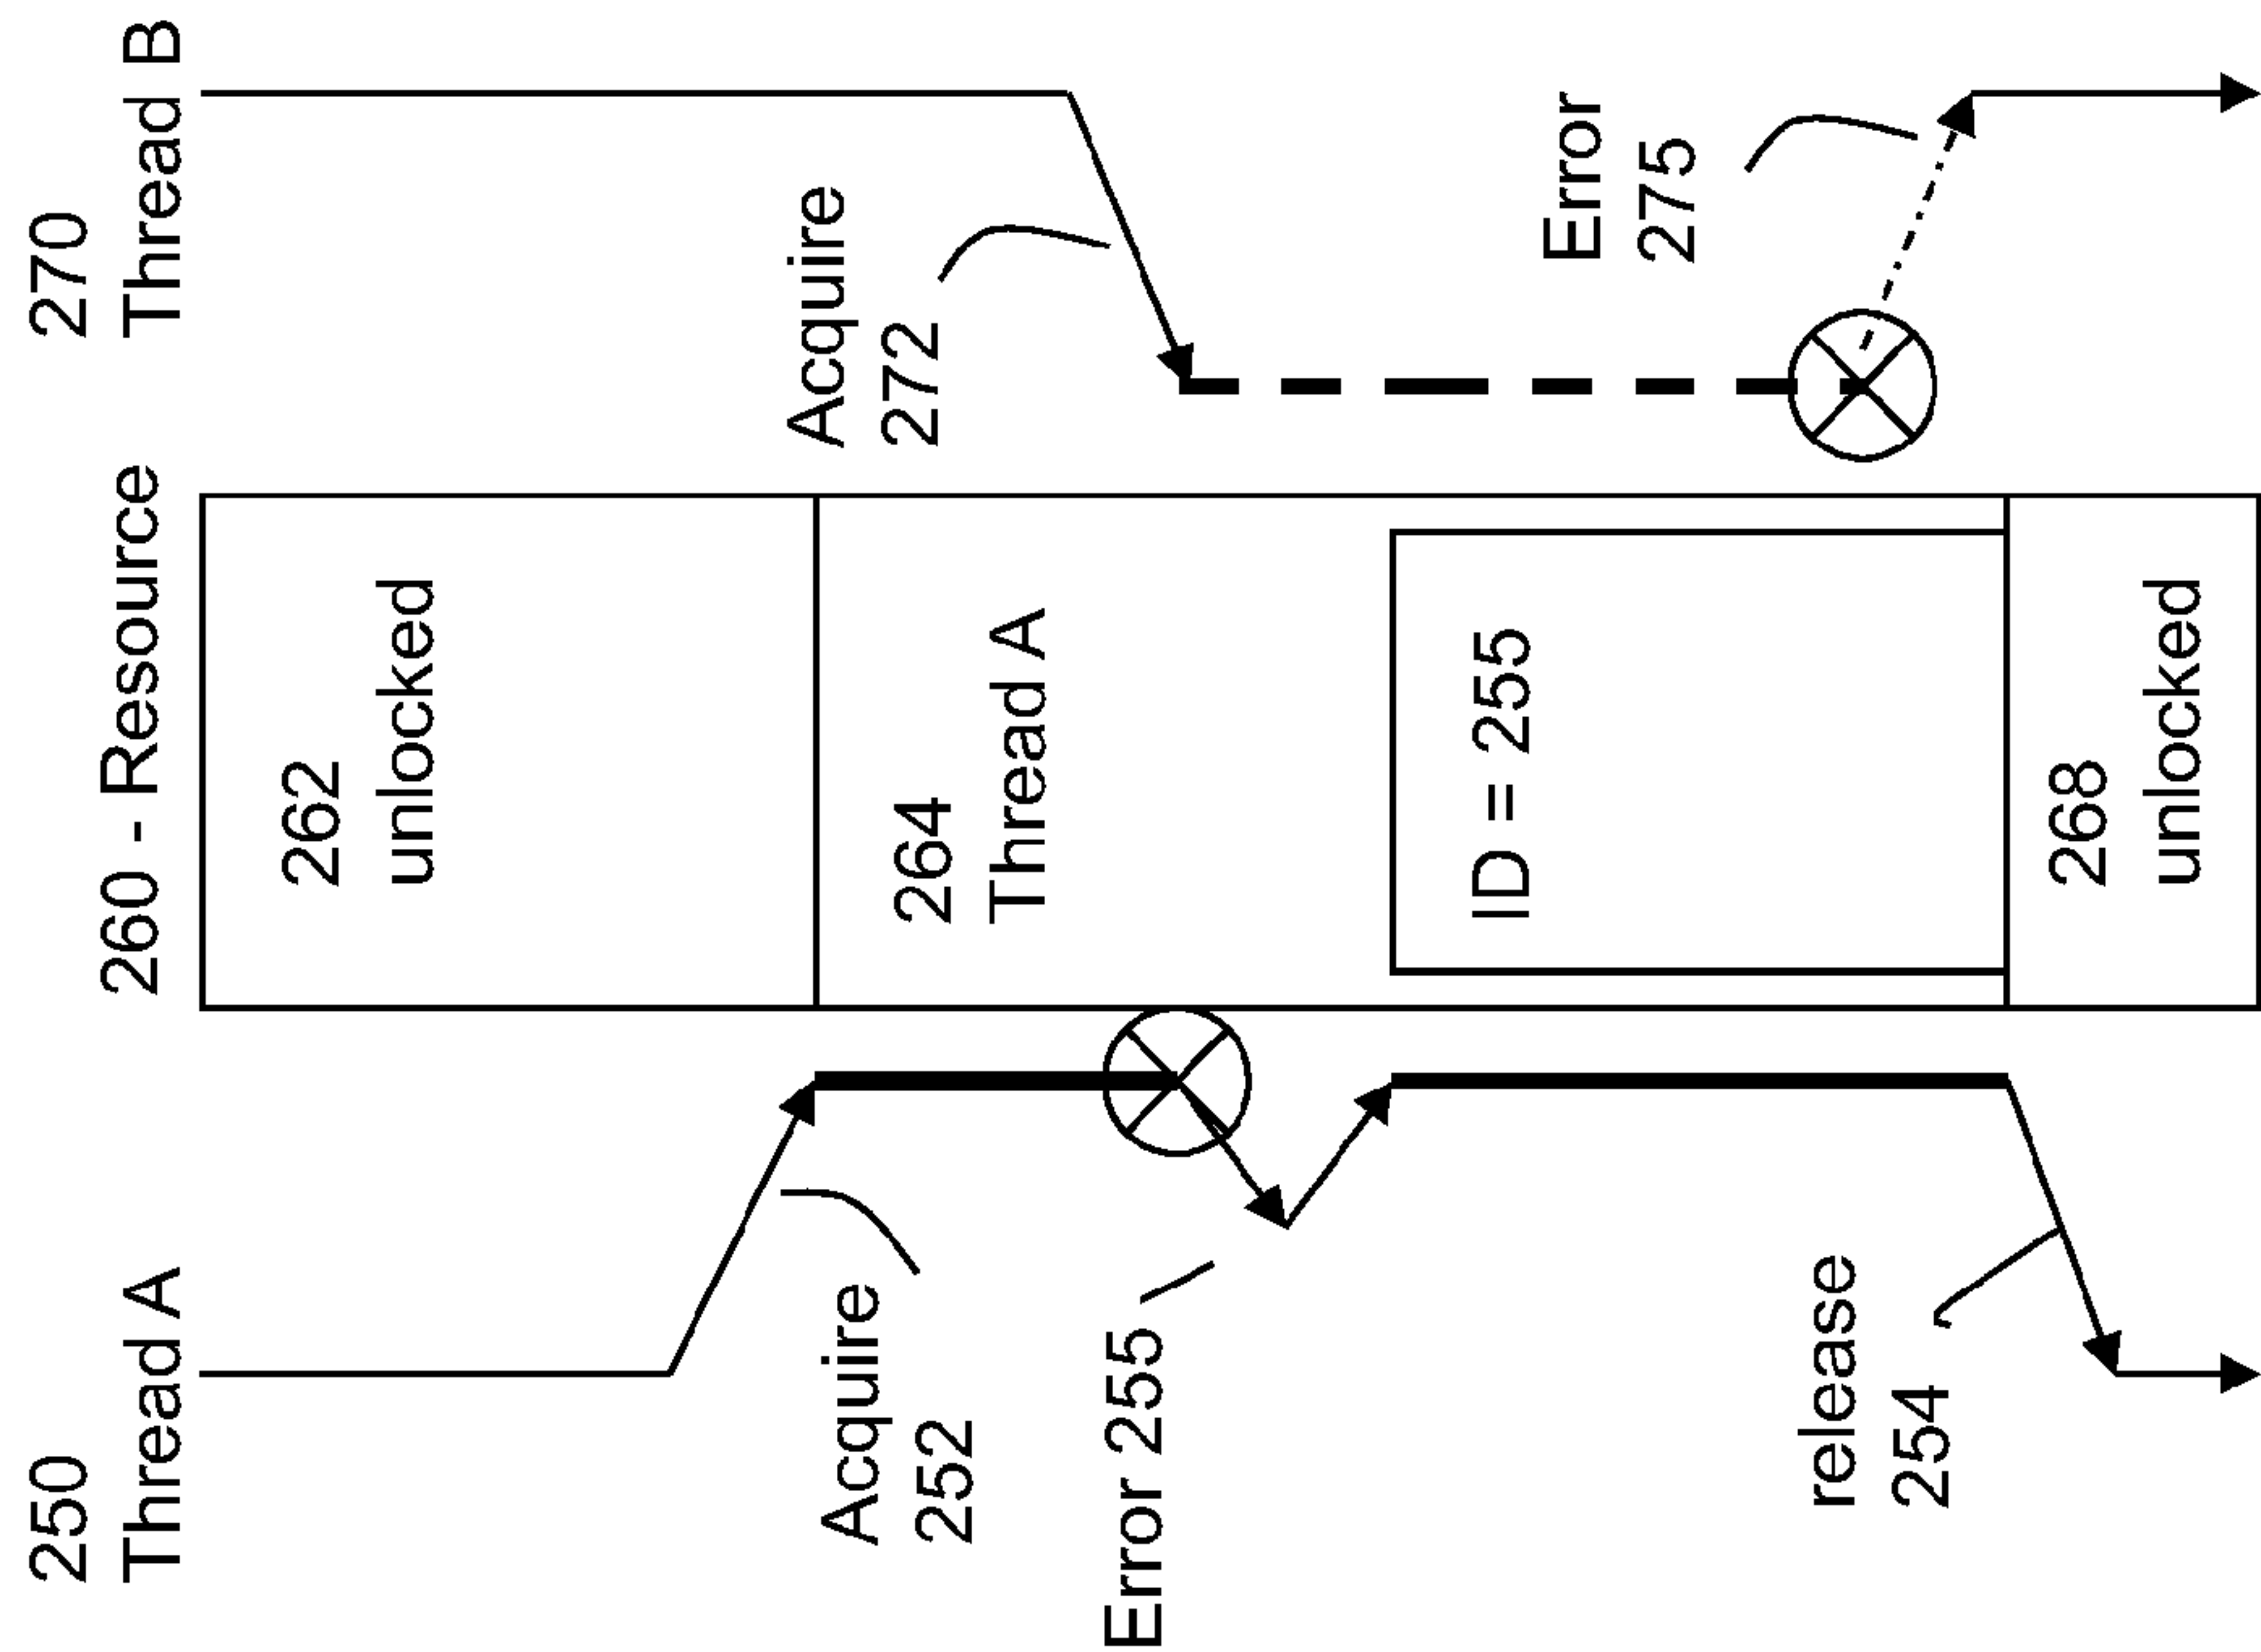 250
Thread A
260 - Resource
270
Thread B
262
unlocked
Acquire
252
264
Thread A
Acquire
272
Error 255
ID = 255
Error
275
release
254
268
unlocked